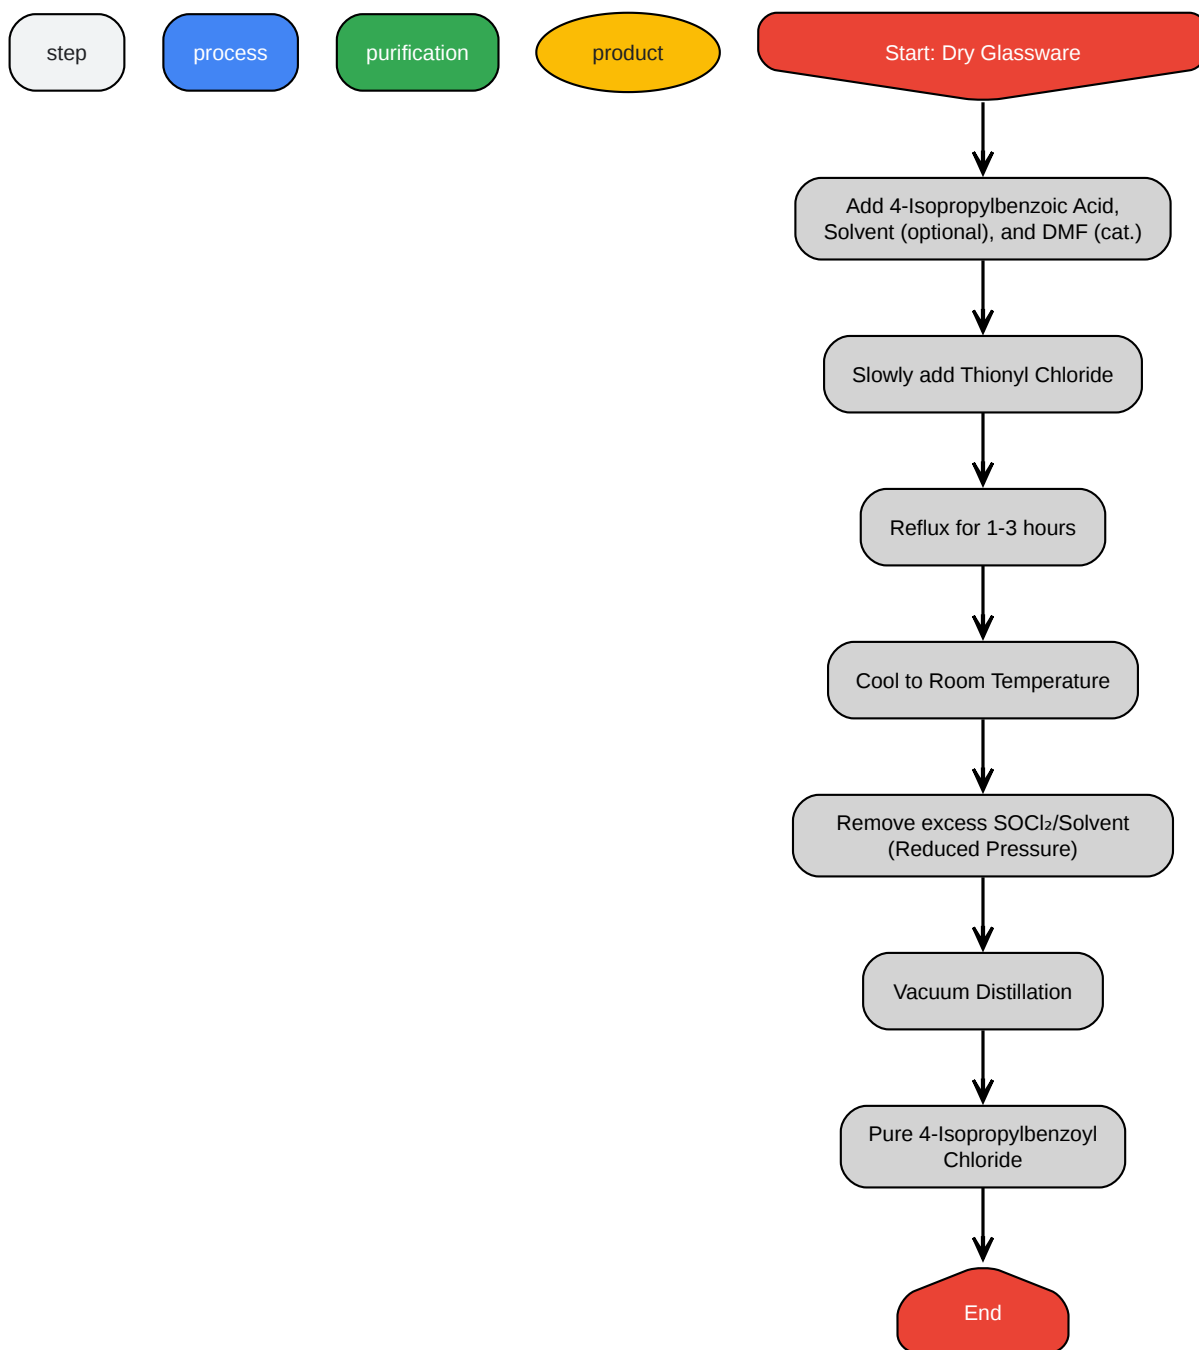 step
process
purification
product
Start: Dry Glassware
Add 4-Isopropylbenzoic Acid,
Solvent (optional), and DMF (cat.)
Slowly add Thionyl Chloride
Reflux for 1-3 hours
Cool to Room Temperature
Remove excess SOCl₂/Solvent
(Reduced Pressure)
Vacuum Distillation
Pure 4-Isopropylbenzoyl
Chloride
End